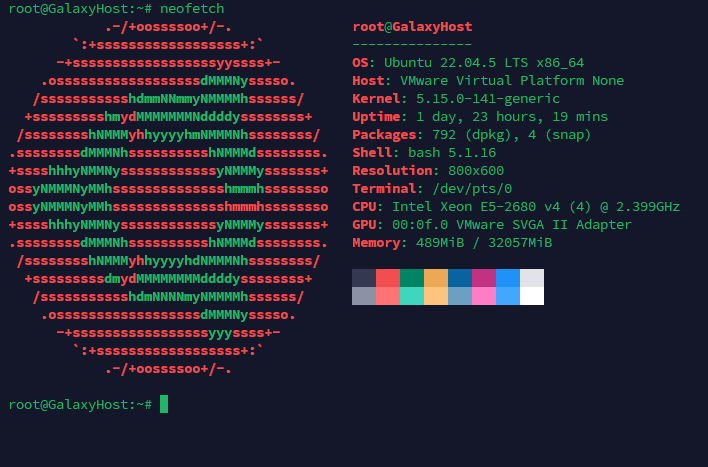 root@GalaxyHost:~# neofetch
.-/+oossssoo+/-.
`:+ssssssssssssssssss+:`
-+ssssssssssssssssssyyssss+-
.ossssssssssssssssssdMMMNysssso.
/ssssssssssshdmmNNmmyNMMMMhssssss/
+ssssssssshmydMMMMMMMNddddyssssssss+
/sssssssshNMMMyhhyyyyhmNMMMNhssssssss/
.ssssssssdMMMNhsssssssssshNMMMdssssssss.
+sssshhhyNMMNyssssssssssssyNMMMysssssss+
ossyNMMMNyMMhsssssssssssssshmmmhssssssso
ossyNMMMNyMMhsssssssssssssshmmmhssssssso
+sssshhhyNMMNyssssssssssssyNMMMysssssss+
.ssssssssdMMMNhsssssssssshNMMMdssssssss.
/sssssssshNMMMyhhyyyyhdNMMMNhssssssss/
+sssssssssdmydMMMMMMMMddddyssssssss+
/ssssssssssshdmNNNNmyNMMMMhssssss/
.ossssssssssssssssssdMMMNysssso.
-+sssssssssssssssssyyyssss+-
`:+ssssssssssssssssss+:`
.-/+oossssoo+/-.
root@GalaxyHost
---------------
OS: Ubuntu 22.04.5 LTS x86_64
Host: VMware Virtual Platform None
Kernel: 5.15.0-141-generic
Uptime: 1 day, 23 hours, 19 mins
Packages: 792 (dpkg), 4 (snap)
Shell: bash 5.1.16
Resolution: 800x600
Terminal: /dev/pts/0
CPU: Intel Xeon E5-2680 v4 (4) @ 2.399GHz
GPU: 00:0f.0 VMware SVGA II Adapter
Memory: 489MiB / 32057MiB
root@GalaxyHost:~#